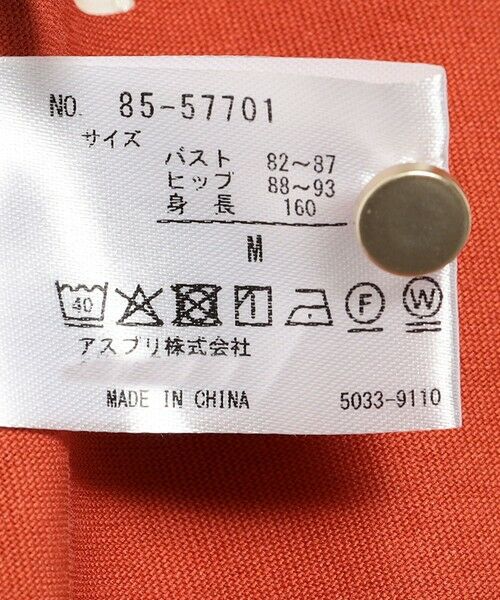 NO. 85-57701
サイズ
バスト 82～87
ヒップ 88～93
身長 160
M
40 F W
アスプリ株式会社
MADE IN CHINA 5033-9110